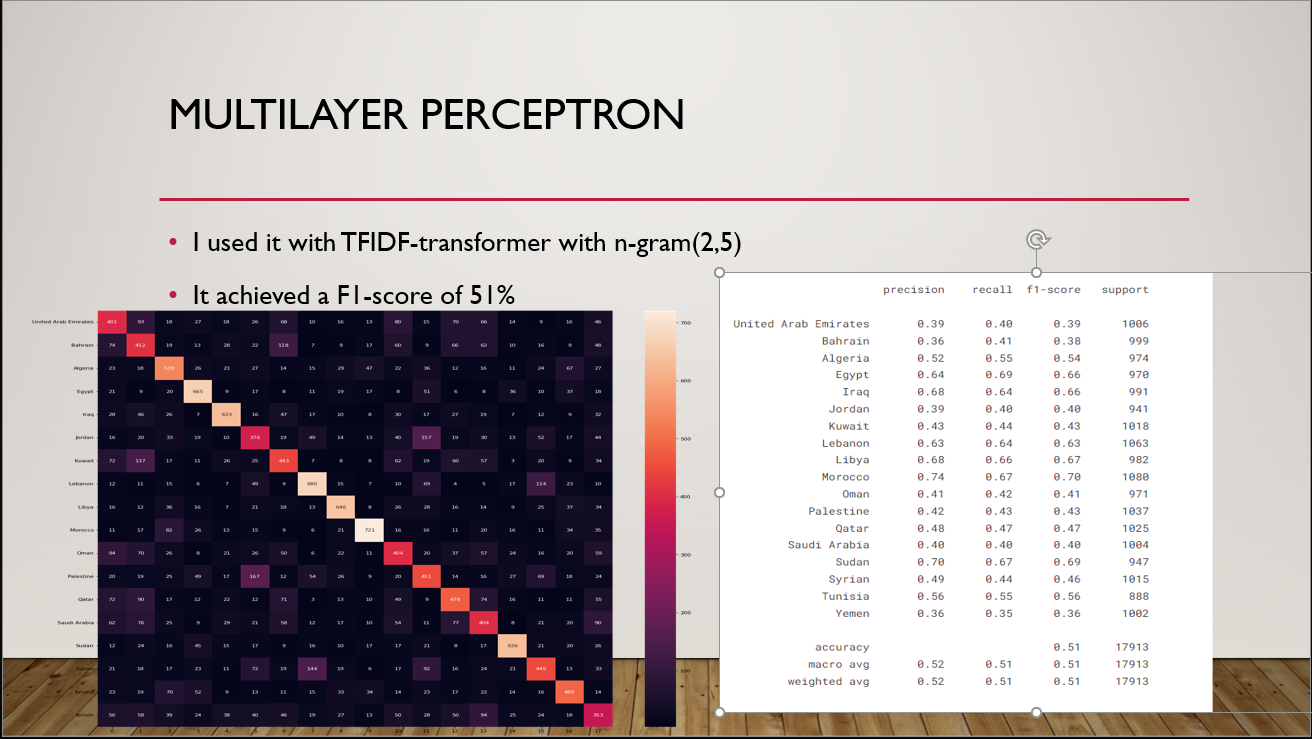 MULTILAYER PERCEPTRON
• I used it with TFIDF-transformer with n-gram(2,5)
• It achieved a F1-score of 51%
United Arab Emirates 401 93 18 27 18 26 68 10 16 13 80 15 70 66 14 9 16 46
Bahrain 74 412 19 13 28 22 118 7 9 17 60 9 66 62 10 16 9 48
Algeria 23 18 539 26 21 27 14 15 29 47 22 36 12 16 11 24 67 27
Egypt 21 9 20 665 9 17 8 11 19 17 8 51 6 8 36 10 37 18
Iraq 28 46 26 7 633 16 47 17 10 8 30 17 27 19 7 12 9 32
Jordan 16 20 33 19 10 376 19 49 14 13 40 157 19 30 13 52 17 44
Kuwait 72 137 17 11 26 25 443 7 8 8 62 19 60 57 3 20 9 34
Lebanon 12 11 15 6 7 49 9 680 15 7 10 69 4 5 17 114 23 10
Libya 16 12 36 16 7 21 18 13 646 8 26 28 16 14 9 25 37 34
Morocco 11 17 82 26 13 15 9 6 21 721 16 16 11 20 16 11 34 35
Oman 94 70 26 8 21 26 50 6 22 11 404 20 37 57 24 16 20 59
Palestine 20 19 25 49 17 167 12 54 26 9 20 451 14 16 27 69 18 24
Qatar 72 90 17 12 22 12 71 3 13 10 49 9 478 74 16 11 11 55
Saudi Arabia 62 76 25 9 29 21 58 12 17 10 54 11 77 404 8 21 20 90
Sudan 12 24 16 45 15 17 9 16 10 17 17 21 8 17 636
21 18 17 23 11 72 19 144 19 6 17 92 16 24 21 449 13 33
23 19 70 52 9 13 11 15 33 34 14 23 17 22 14 16 489 14
Yemen 56 58 39 24 38 40 46 19 27 13 50 28 50 94 25 24 18 353
700
600
500
400
300
200
100
precision recall f1-score support
United Arab Emirates 0.39 0.40 0.39 1006
Bahrain 0.36 0.41 0.38 999
Algeria 0.52 0.55 0.54 974
Egypt 0.64 0.69 0.66 970
Iraq 0.68 0.64 0.66 991
Jordan 0.39 0.40 0.40 941
Kuwait 0.43 0.44 0.43 1018
Lebanon 0.63 0.64 0.63 1063
Libya 0.68 0.66 0.67 982
Morocco 0.74 0.67 0.70 1080
Oman 0.41 0.42 0.41 971
Palestine 0.42 0.43 0.43 1037
Qatar 0.48 0.47 0.47 1025
Saudi Arabia 0.40 0.40 0.40 1004
Sudan 0.70 0.67 0.69 947
Syrian 0.49 0.44 0.46 1015
Tunisia 0.56 0.55 0.56 888
Yemen 0.36 0.35 0.36 1002
accuracy 0.51 17913
macro avg 0.52 0.51 0.51 17913
weighted avg 0.52 0.51 0.51 17913